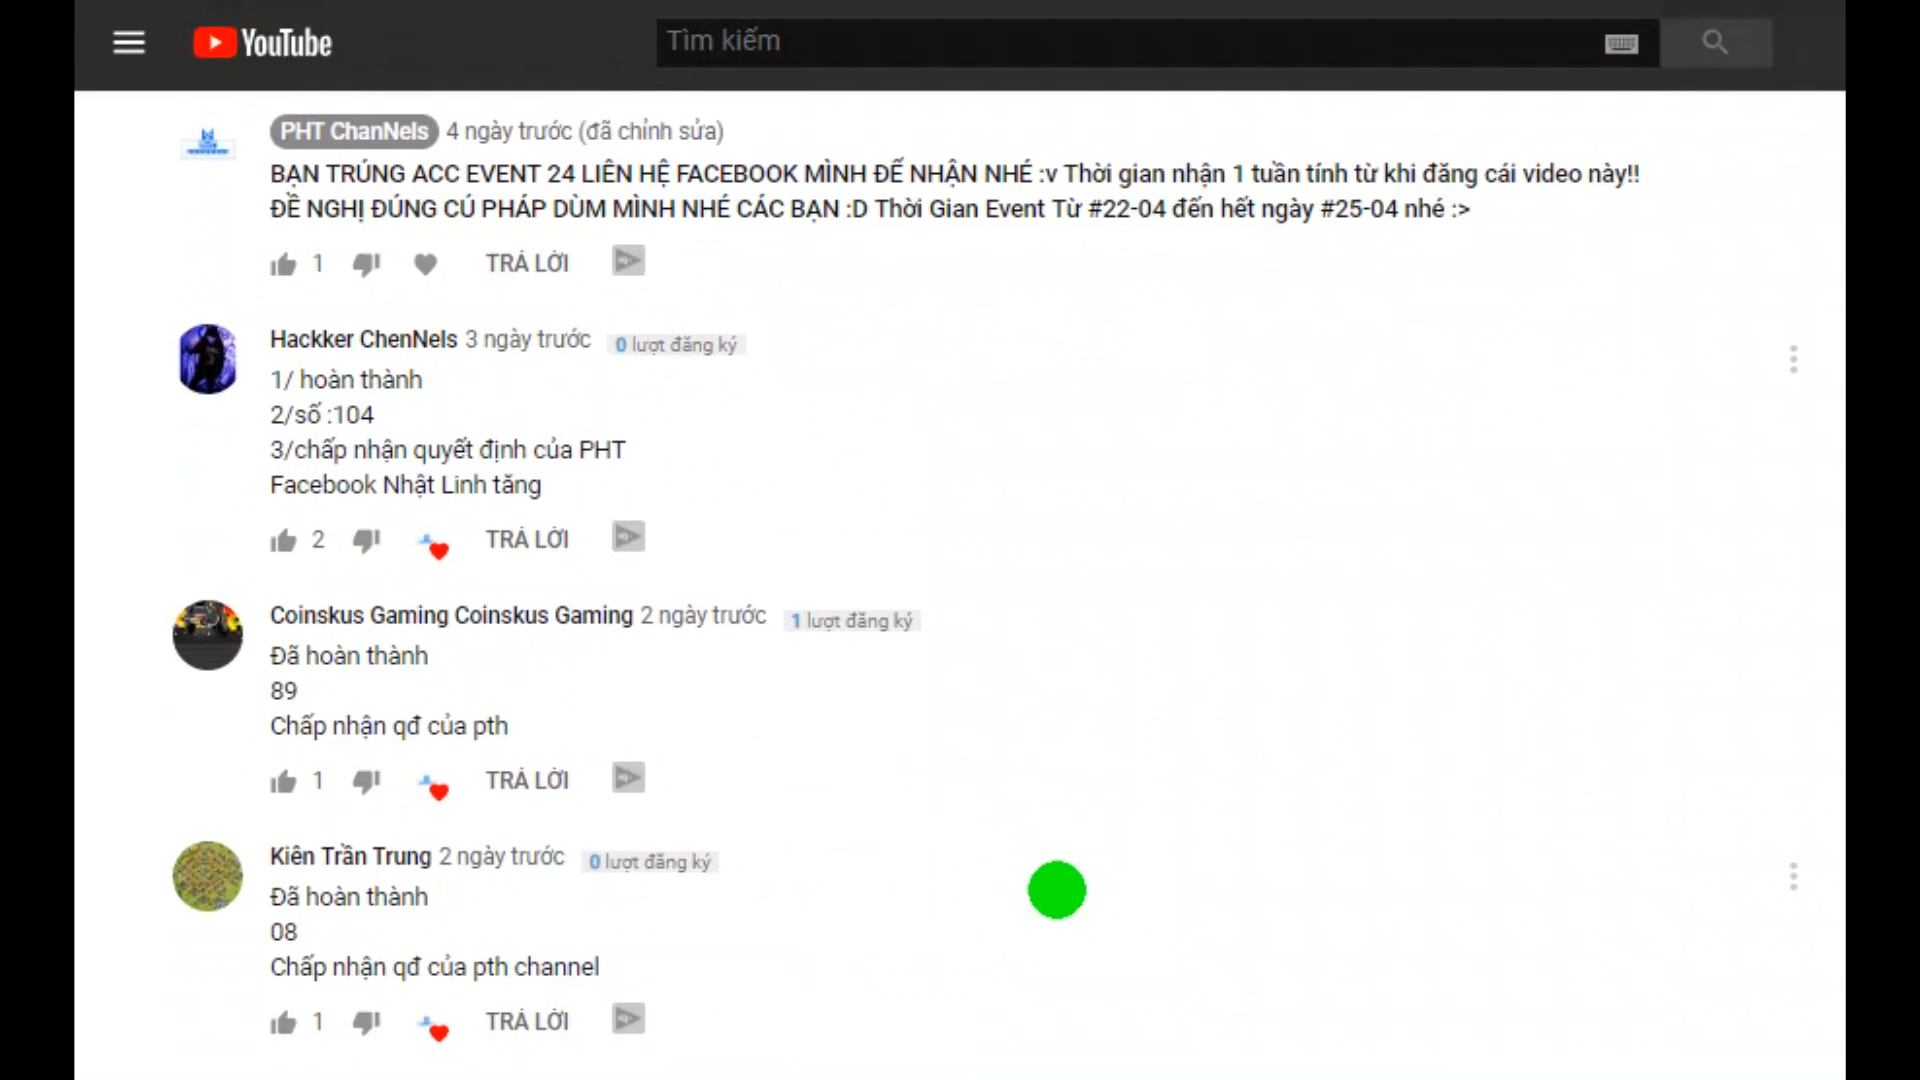 YouTube
Tìm kiếm
PHT ChanNels 4 ngày trước (đã chỉnh sửa)
BẠN TRÚNG ACC EVENT 24 LIÊN HỆ FACEBOOK MÌNH ĐỂ NHẬN NHÉ :v Thời gian nhận 1 tuần tính từ khi đăng cái video này!!
ĐỀ NGHỊ ĐÚNG CÚ PHÁP DÙM MÌNH NHÉ CÁC BẠN :D Thời Gian Event Từ #22-04 đến hết ngày #25-04 nhé :>
1 TRẢ LỜI
Hackker ChenNels 3 ngày trước 0 lượt đăng ký
1/ hoàn thành
2/số :104
3/chấp nhận quyết định của PHT
Facebook Nhật Linh tăng
2 TRẢ LỜI
Coinskus Gaming Coinskus Gaming 2 ngày trước 1 lượt đăng ký
Đã hoàn thành
89
Chấp nhận qđ của pth
1 TRẢ LỜI
Kiên Trần Trung 2 ngày trước 0 lượt đăng ký
Đã hoàn thành
08
Chấp nhận qđ của pth channel
1 TRẢ LỜI